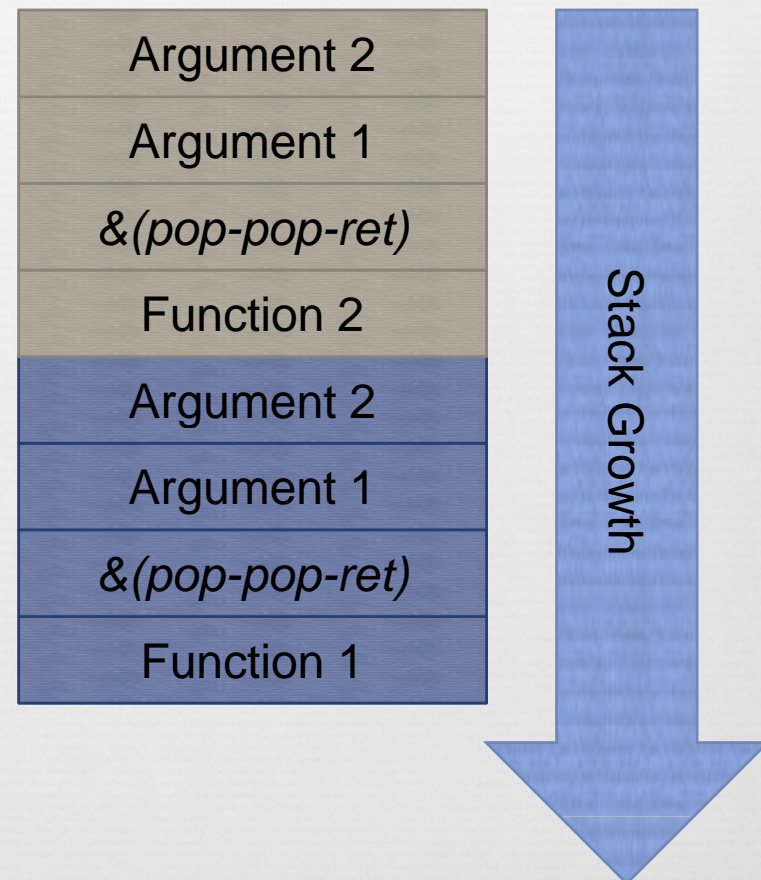 Argument 2
Argument 1
&(pop-pop-ret)
Function 2
Argument 2
Argument 1
&(pop-pop-ret)
Function 1
Stack Growth